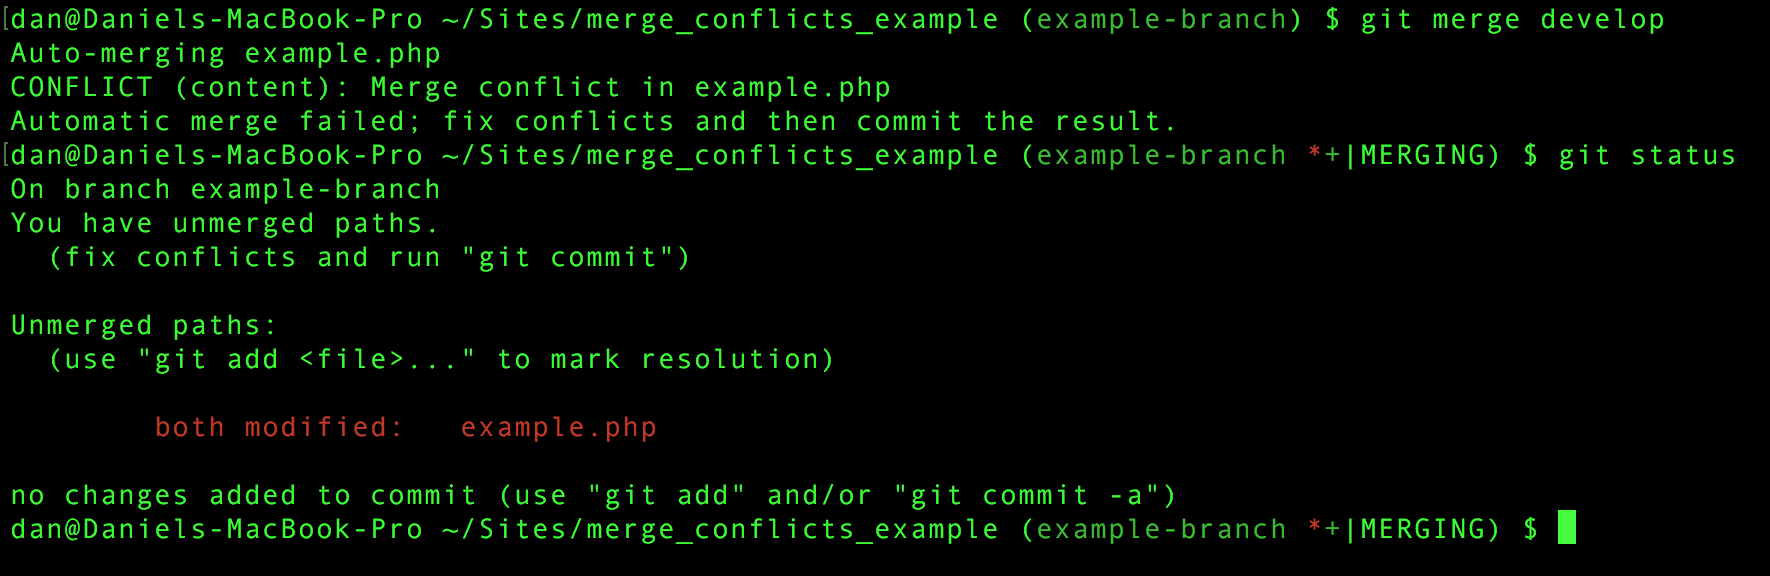 [dan@Daniels-MacBook-Pro ~/Sites/merge_conflicts_example (example-branch) $ git merge develop
Auto-merging example.php
CONFLICT (content): Merge conflict in example.php
Automatic merge failed; fix conflicts and then commit the result.
[dan@Daniels-MacBook-Pro ~/Sites/merge_conflicts_example (example-branch *+|MERGING) $ git status
On branch example-branch
You have unmerged paths.
  (fix conflicts and run "git commit")
Unmerged paths:
  (use "git add <file>..." to mark resolution)
        both modified:   example.php
no changes added to commit (use "git add" and/or "git commit -a")
dan@Daniels-MacBook-Pro ~/Sites/merge_conflicts_example (example-branch *+|MERGING) $